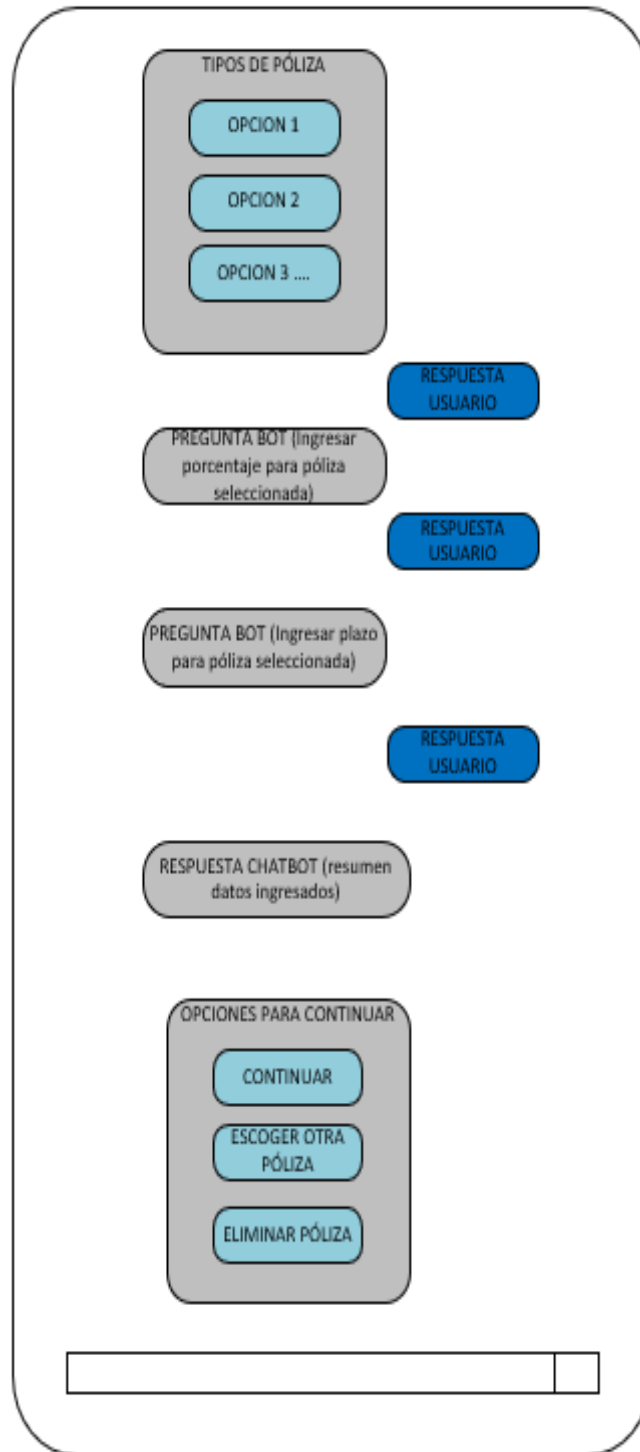 TIPOS DE PÓLIZA
OPCION 1
OPCION 2
OPCION 3 ....
RESPUESTA
USUARIO
PREGUNTA BOT (Ingresar
porcentaje para póliza
seleccionada)
RESPUESTA
USUARIO
PREGUNTA BOT (Ingresar plazo
para póliza seleccionada)
RESPUESTA
USUARIO
RESPUESTA CHATBOT (resumen
datos ingresados)
OPCIONES PARA CONTINUAR
CONTINUAR
ESCOGER OTRA
PÓLIZA
ELIMINAR PÓLIZA